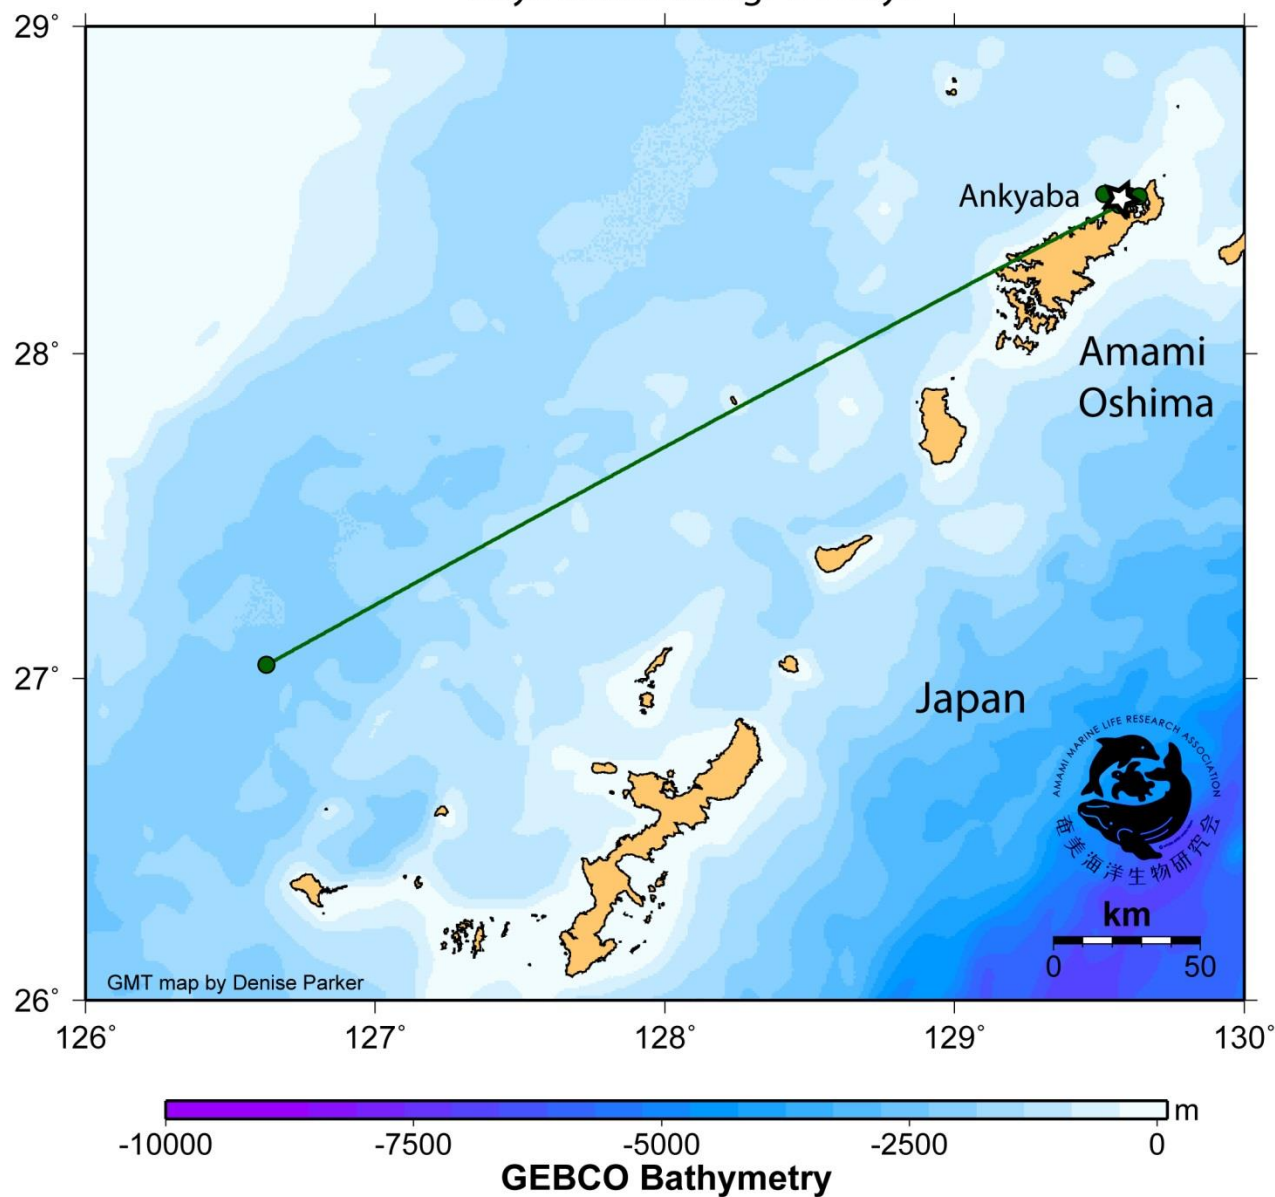 29°
Ankyaba
28°
Amami
Oshima
27°
Japan
AMAMI MARINE LIFE RESEARCH ASSOCIATION
奄美海洋生物研究会
km
0 50
GMT map by Denise Parker
26°
126° 127° 128° 129° 130°
m
-10000 -7500 -5000 -2500 0
GEBCO Bathymetry